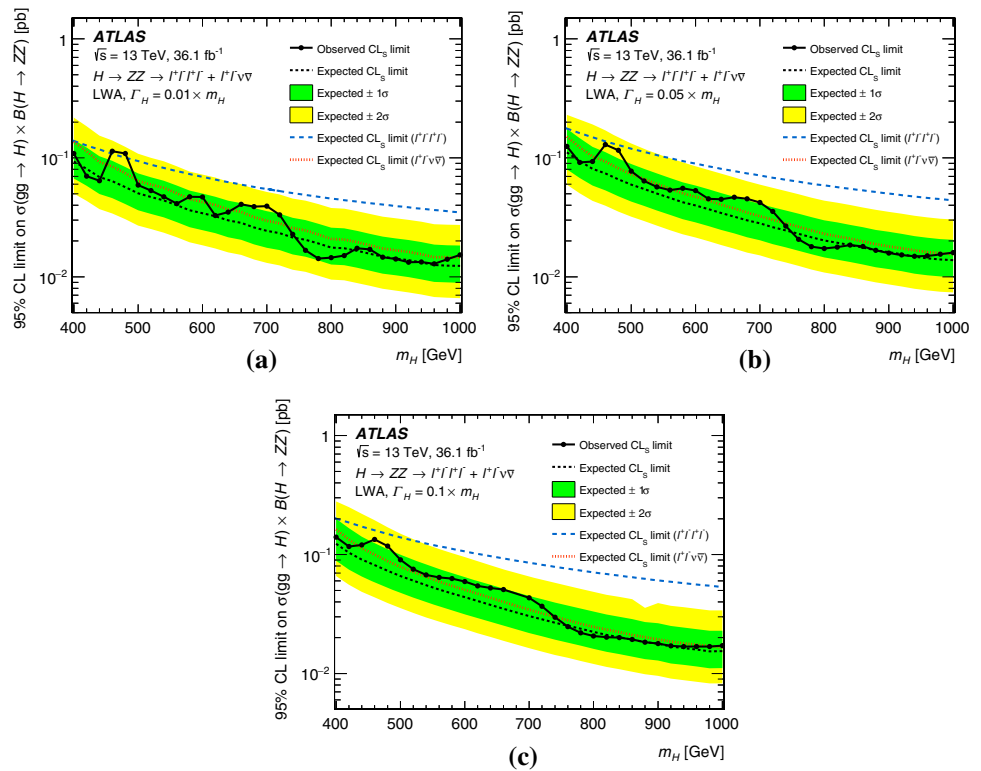 95% CL limit on σ(gg → H) × B(H → ZZ) [pb]
1
10⁻¹
10⁻²
ATLAS
√s = 13 TeV, 36.1 fb⁻¹
H → ZZ → l⁺l⁻l⁺l⁻ + l⁺l⁻νν̄
LWA, Γ_H = 0.01 × m_H
Observed CL_S limit
Expected CL_S limit
Expected ± 1σ
Expected ± 2σ
Expected CL_S limit (l⁺l⁻l⁺l⁻)
Expected CL_S limit (l⁺l⁻νν̄)
400 500 600 700 800 900 1000
m_H [GeV]
(a)
95% CL limit on σ(gg → H) × B(H → ZZ) [pb]
1
10⁻¹
10⁻²
ATLAS
√s = 13 TeV, 36.1 fb⁻¹
H → ZZ → l⁺l⁻l⁺l⁻ + l⁺l⁻νν̄
LWA, Γ_H = 0.05 × m_H
Observed CL_S limit
Expected CL_S limit
Expected ± 1σ
Expected ± 2σ
Expected CL_S limit (l⁺l⁻l⁺l⁻)
Expected CL_S limit (l⁺l⁻νν̄)
400 500 600 700 800 900 1000
m_H [GeV]
(b)
95% CL limit on σ(gg → H) × B(H → ZZ) [pb]
1
10⁻¹
10⁻²
ATLAS
√s = 13 TeV, 36.1 fb⁻¹
H → ZZ → l⁺l⁻l⁺l⁻ + l⁺l⁻νν̄
LWA, Γ_H = 0.1 × m_H
Observed CL_S limit
Expected CL_S limit
Expected ± 1σ
Expected ± 2σ
Expected CL_S limit (l⁺l⁻l⁺l⁻)
Expected CL_S limit (l⁺l⁻νν̄)
400 500 600 700 800 900 1000
m_H [GeV]
(c)